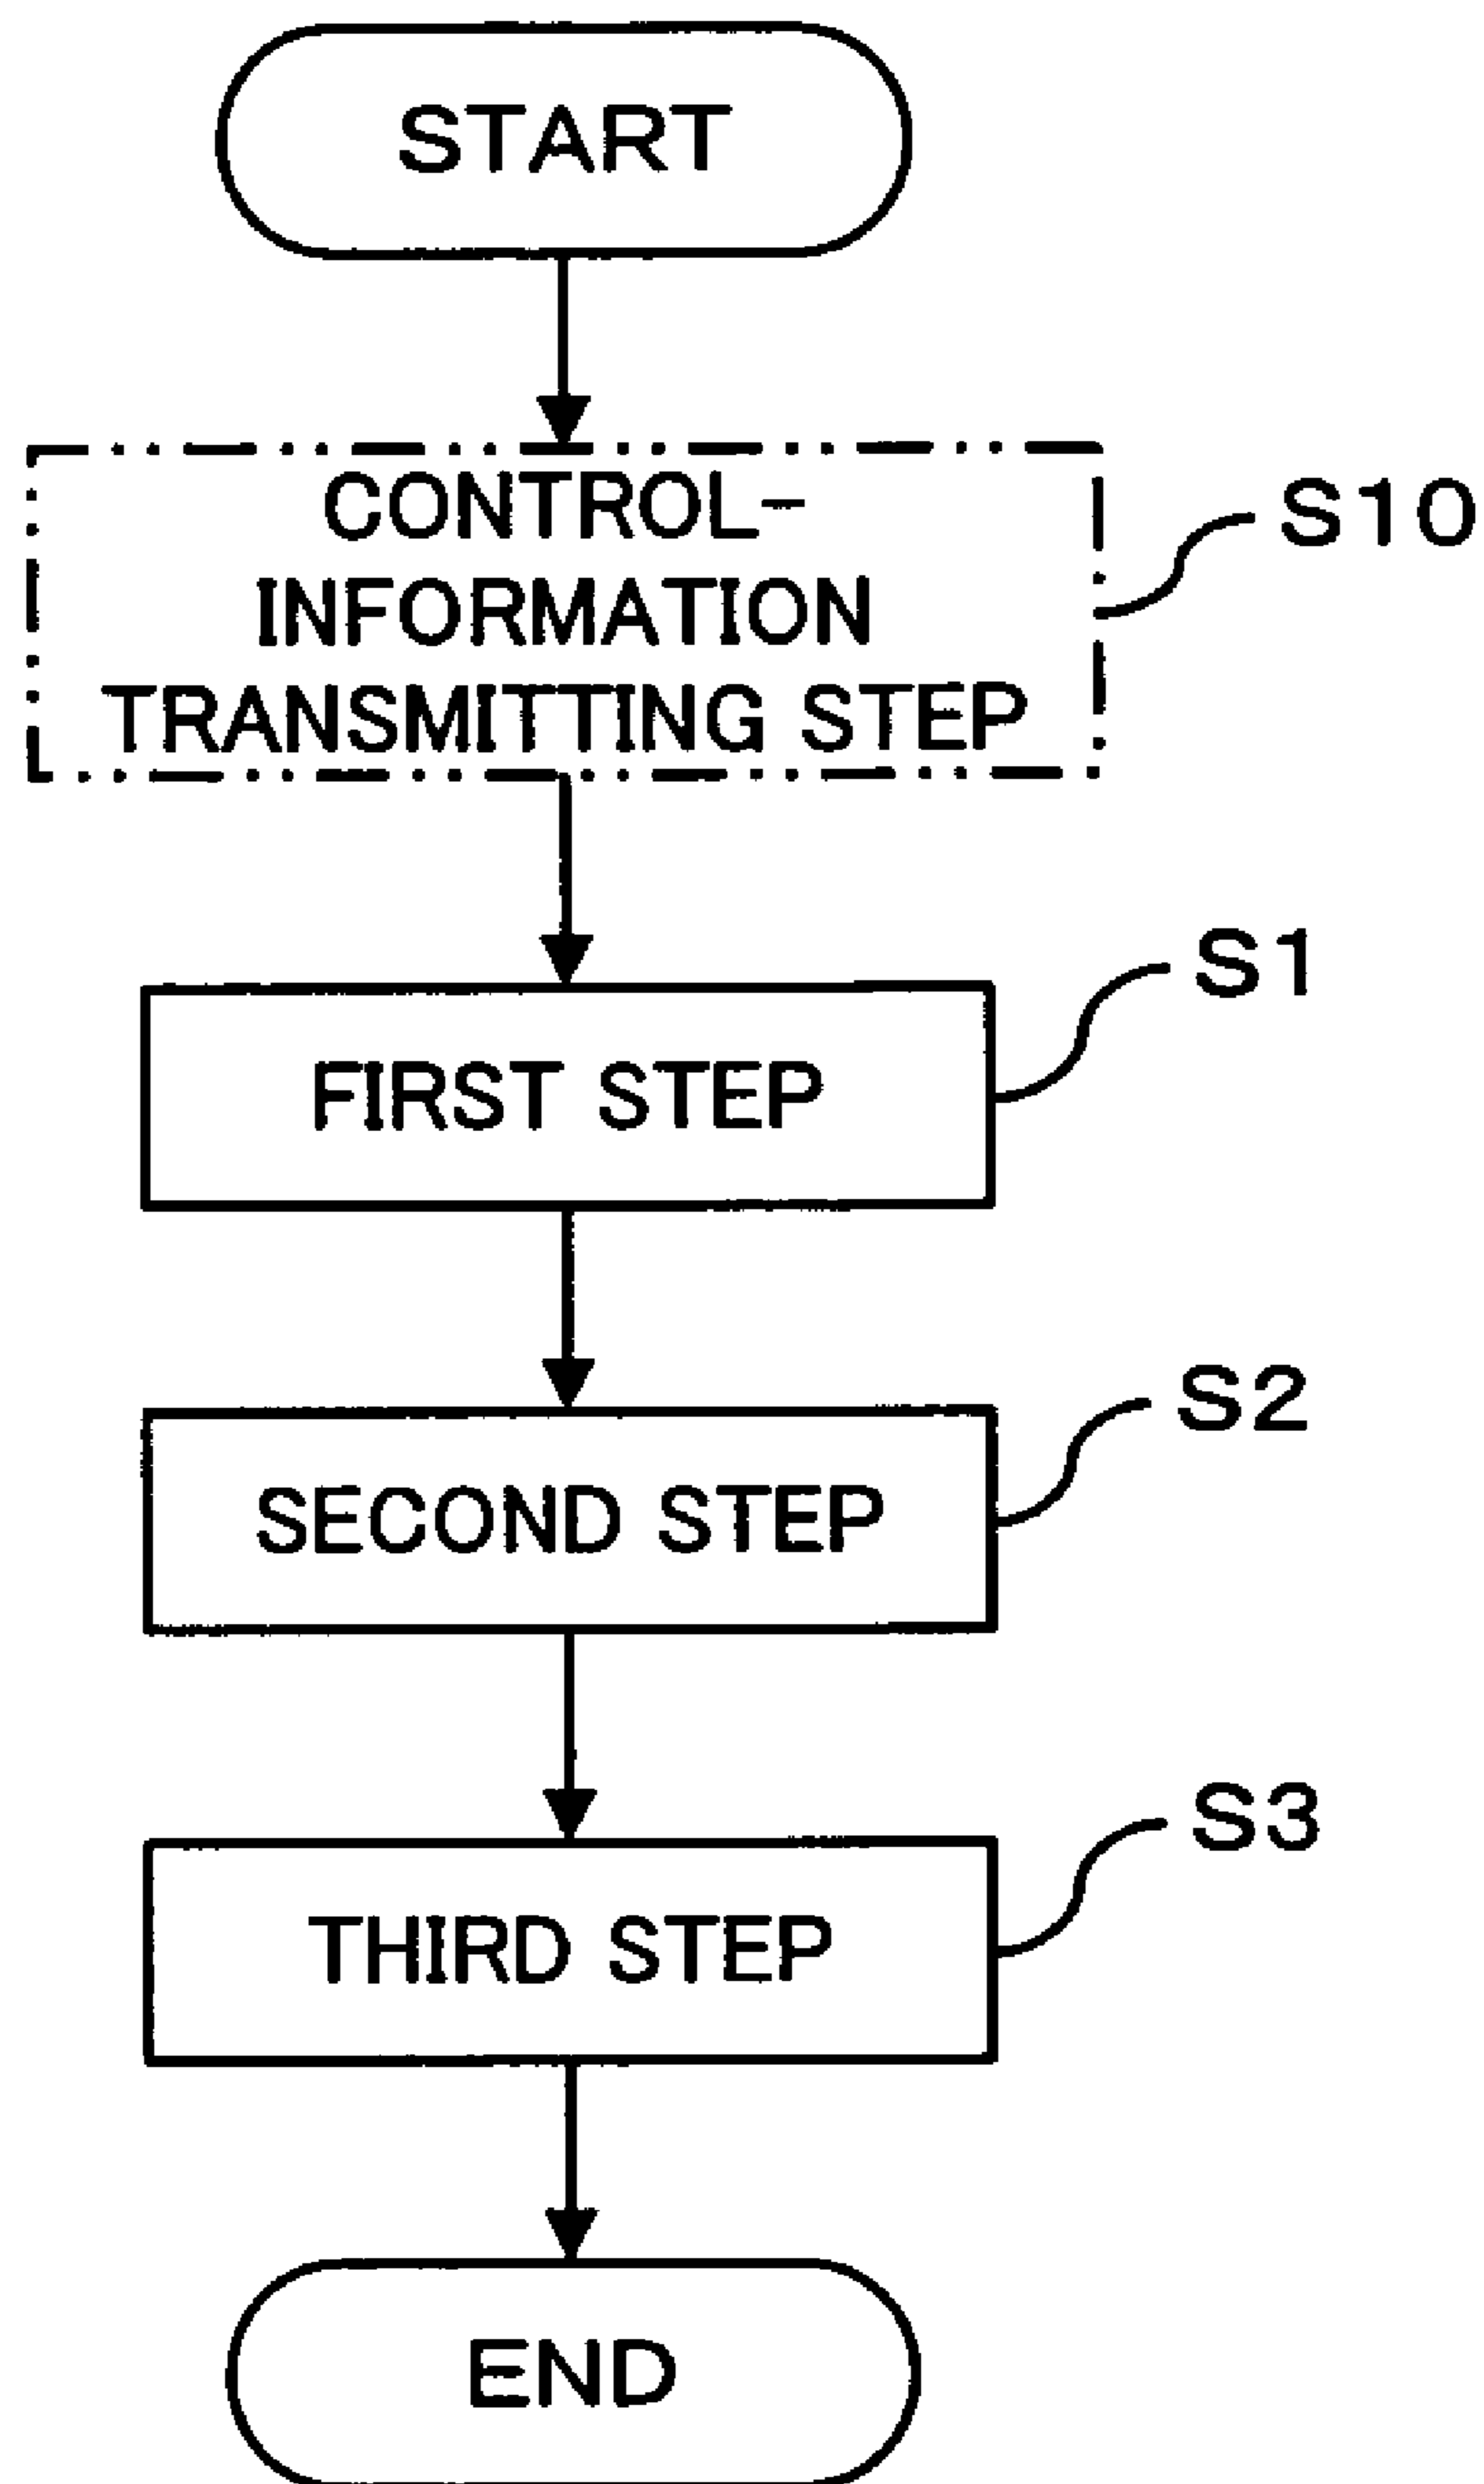 START
CONTROL-
INFORMATION
TRANSMITTING STEP
S10
FIRST STEP
S1
SECOND STEP
S2
THIRD STEP
S3
END